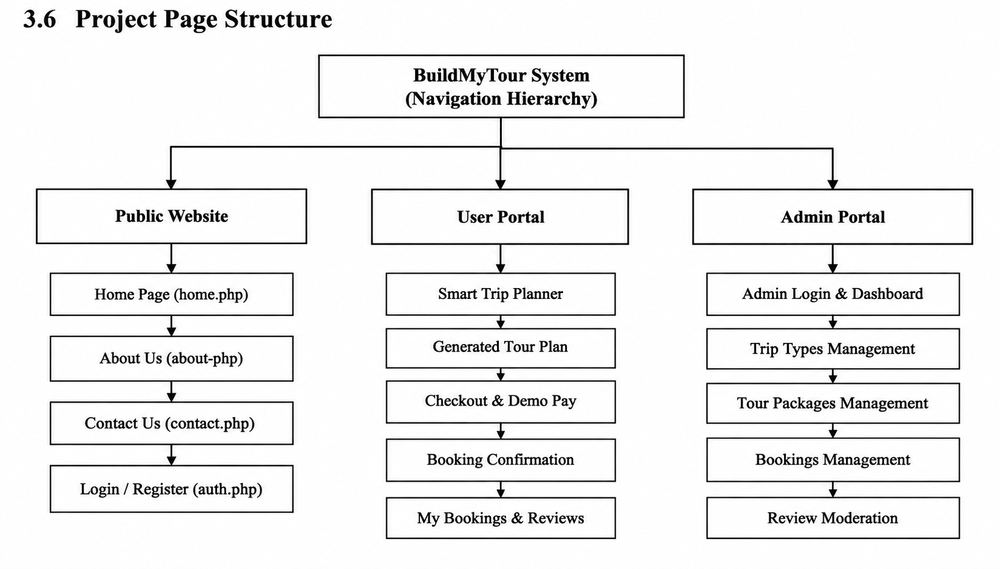 3.6 Project Page Structure
BuildMyTour System
(Navigation Hierarchy)
Public Website
User Portal
Admin Portal
Home Page (home.php)
About Us (about-php)
Contact Us (contact.php)
Login / Register (auth.php)
Smart Trip Planner
Generated Tour Plan
Checkout & Demo Pay
Booking Confirmation
My Bookings & Reviews
Admin Login & Dashboard
Trip Types Management
Tour Packages Management
Bookings Management
Review Moderation